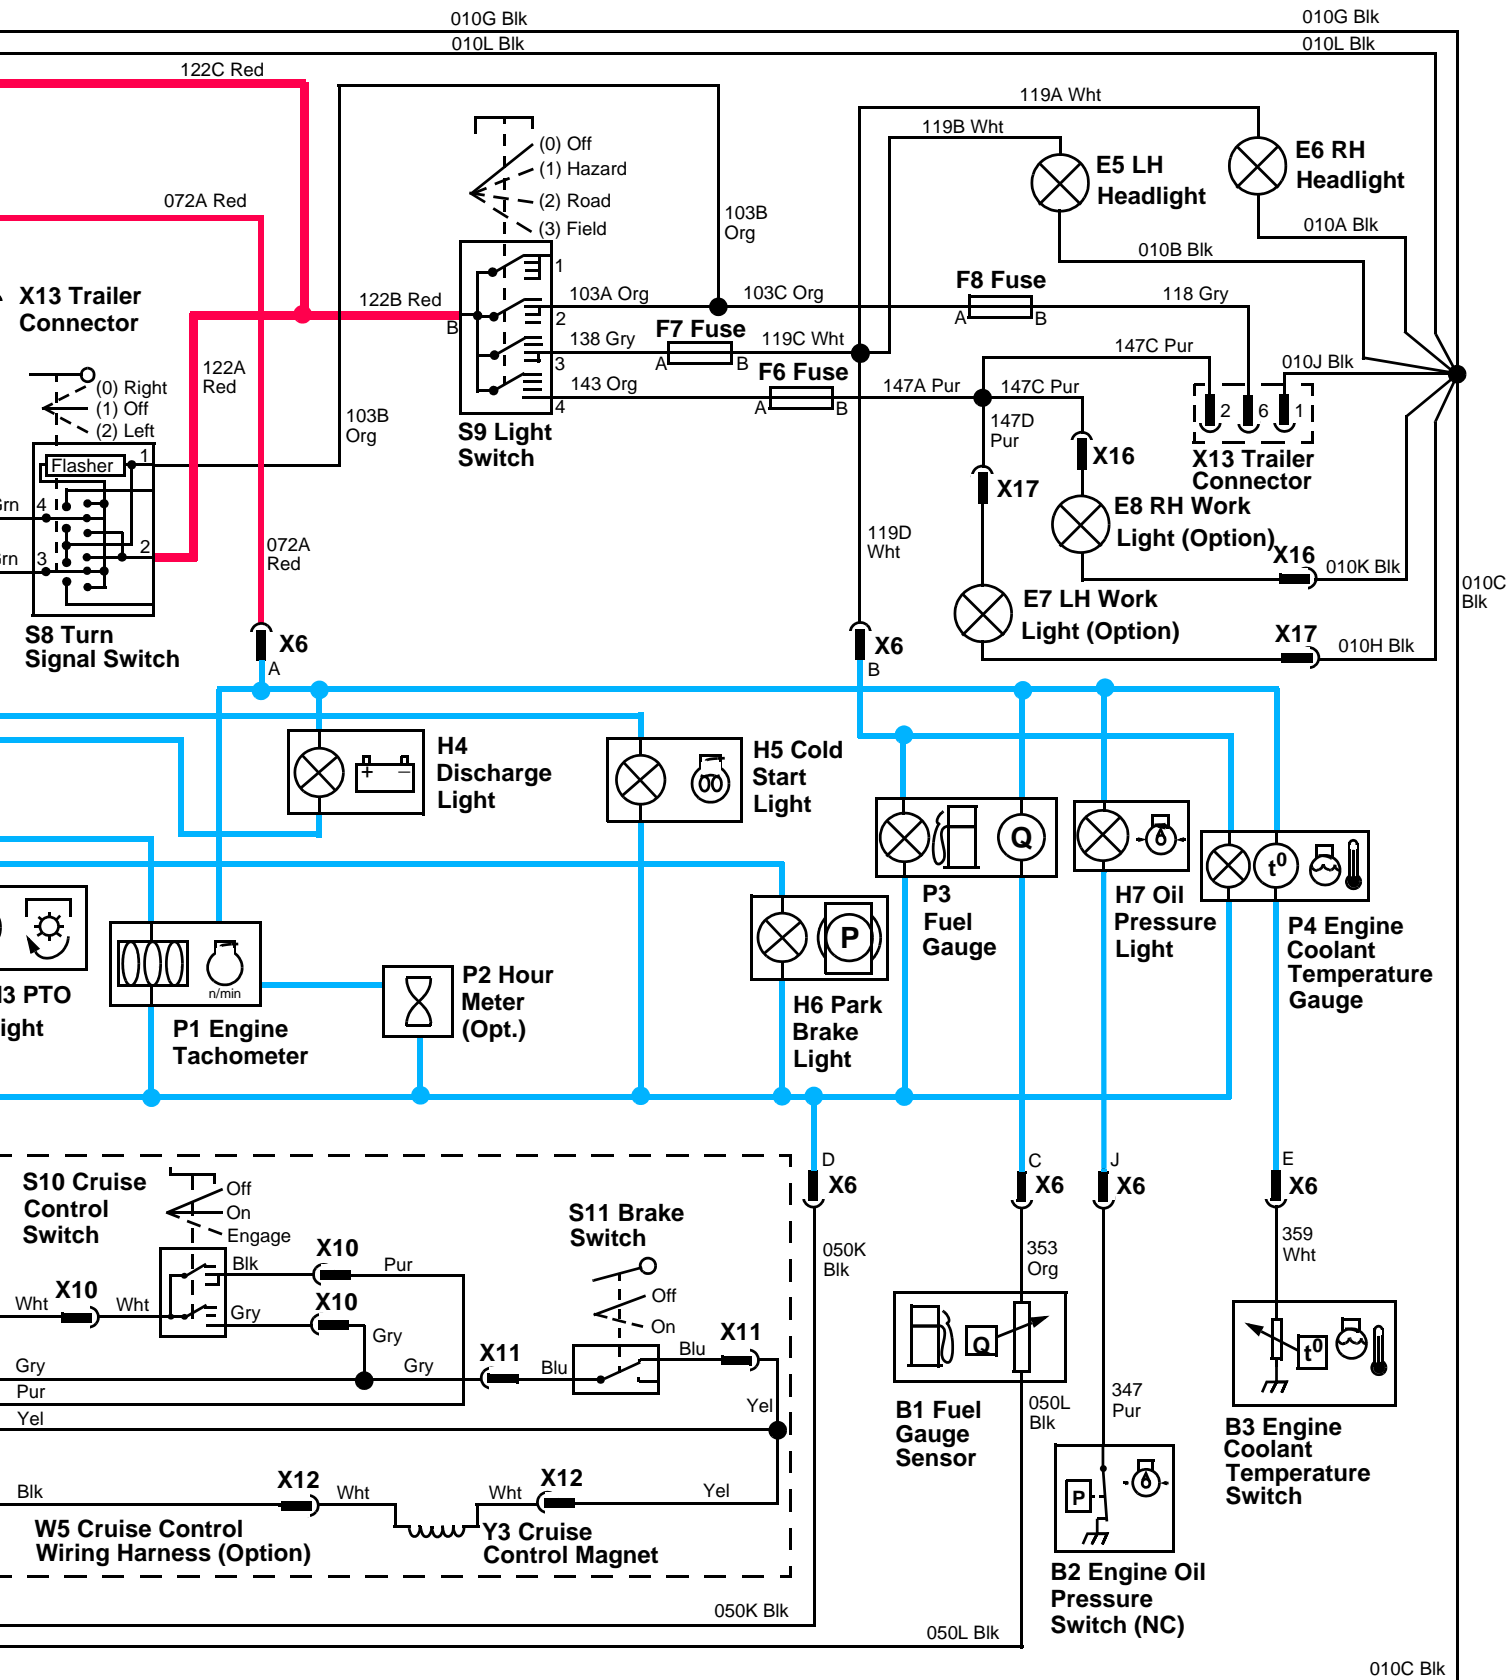 010G Blk
010G Blk
010L Blk
010L Blk
122C Red
119A Wht
119B Wht
(0) Off
(1) Hazard
(2) Road
(3) Field
E5 LH
Headlight
E6 RH
Headlight
072A Red
103B
Org
010A Blk
010B Blk
X13 Trailer
Connector
122B Red
B
1
103A Org
2
103C Org
F8 Fuse
A
B
118 Gry
138 Gry
3
F7 Fuse
A
B
119C Wht
147C Pur
010J Blk
122A
Red
143 Org
4
F6 Fuse
A
B
147A Pur
147C Pur
(0) Right
(1) Off
(2) Left
103B
Org
S9 Light
Switch
147D
Pur
2
6
1
X16
X13 Trailer
Connector
Flasher
1
X17
Grn
4
2
3
E8 RH Work
Light (Option)
072A
Red
119D
Wht
X16
010K Blk
010C
Blk
E7 LH Work
Light (Option)
S8 Turn
Signal Switch
X6
A
X6
B
X17
010H Blk
H4
Discharge
Light
+
–
H5 Cold
Start
Light
Q
t0
P3
Fuel
Gauge
H7 Oil
Pressure
Light
P4 Engine
Coolant
Temperature
Gauge
P
n/min
PTO
P2 Hour
Meter
(Opt.)
H6 Park
Brake
Light
P1 Engine
Tachometer
D
X6
C
X6
J
X6
E
X6
S10 Cruise
Control
Switch
Off
On
Engage
S11 Brake
Switch
050K
Blk
353
Org
359
Wht
Blk
X10
Pur
X10
Wht
Wht
Gry
X10
Gry
Off
On
Q
t0
Gry
Gry
X11
Blu
Blu
X11
Pur
Yel
Yel
B1 Fuel
Gauge
Sensor
050L
Blk
347
Pur
B3 Engine
Coolant
Temperature
Switch
Blk
X12
Wht
Wht
X12
Yel
P
W5 Cruise Control
Wiring Harness (Option)
Y3 Cruise
Control Magnet
B2 Engine Oil
Pressure
Switch (NC)
050K Blk
050L Blk
010C Blk